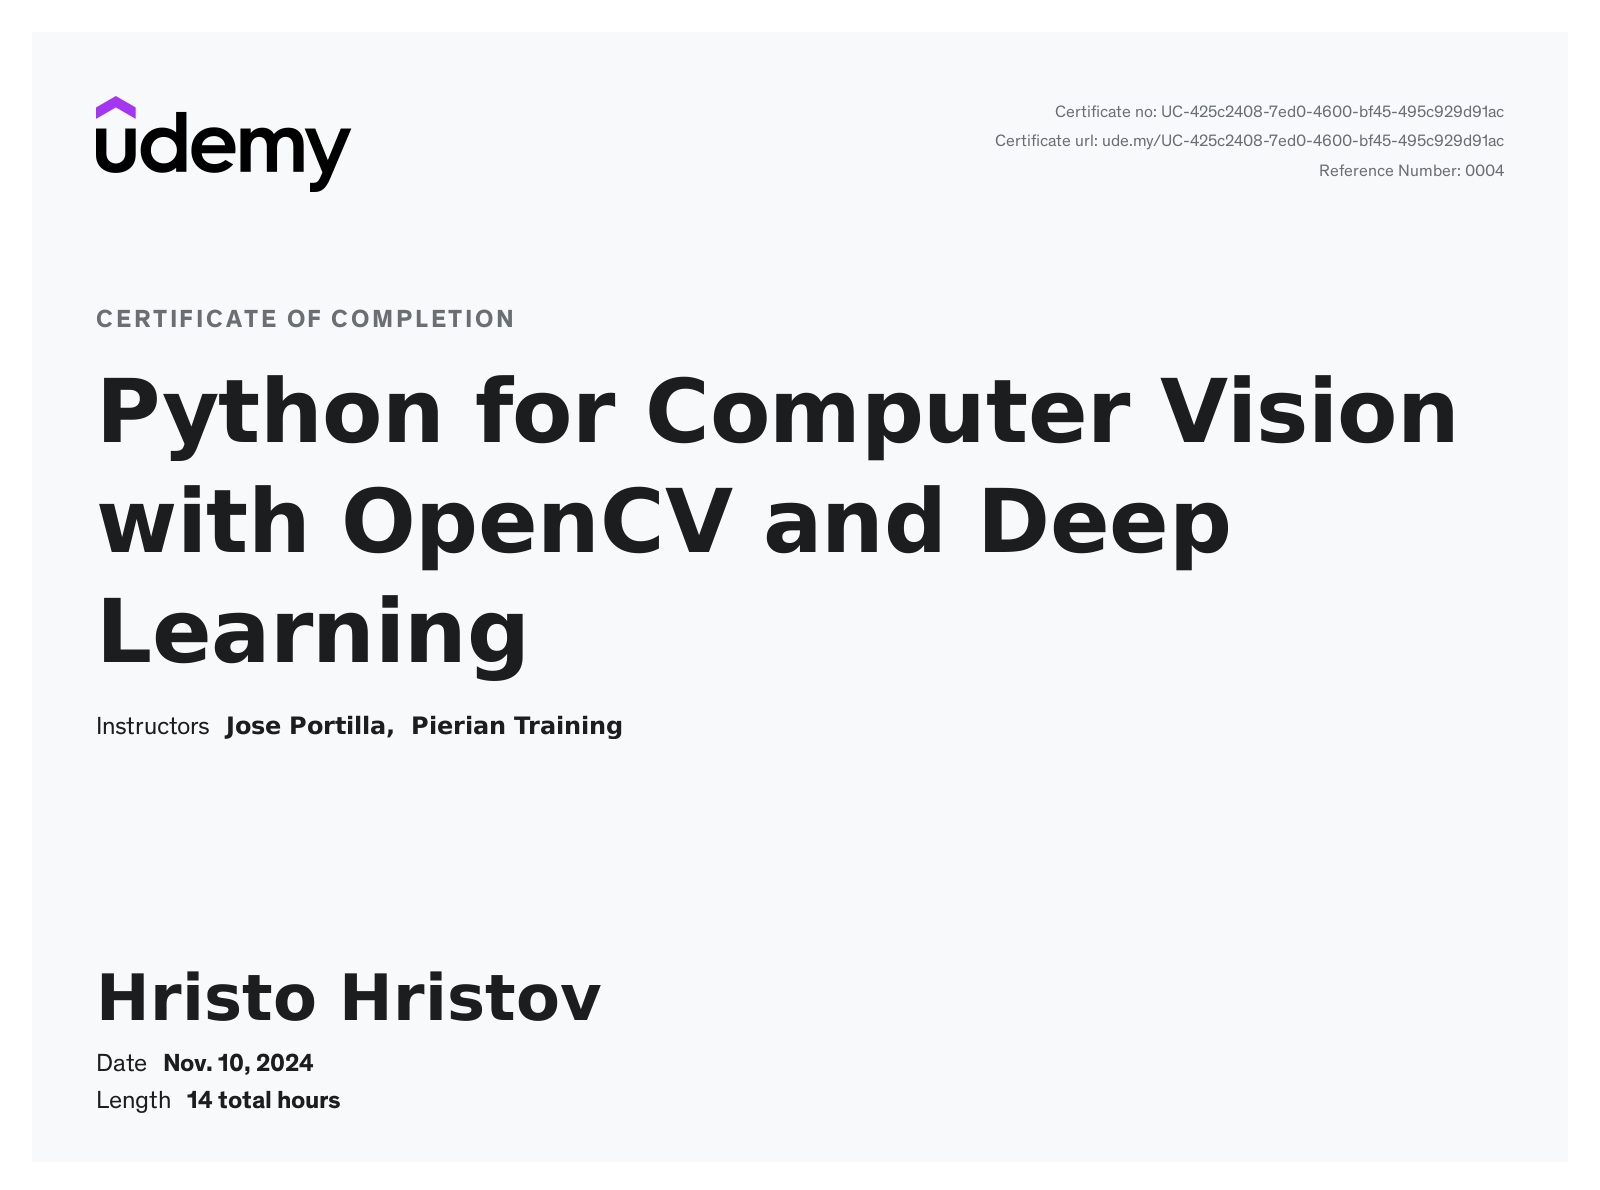 udemy
Certificate no: UC-425c2408-7ed0-4600-bf45-495c929d91ac
Certificate url: ude.my/UC-425c2408-7ed0-4600-bf45-495c929d91ac
Reference Number: 0004
CERTIFICATE OF COMPLETION
Python for Computer Vision
with OpenCV and Deep
Learning
Instructors Jose Portilla, Pierian Training
Hristo Hristov
Date Nov. 10, 2024
Length 14 total hours